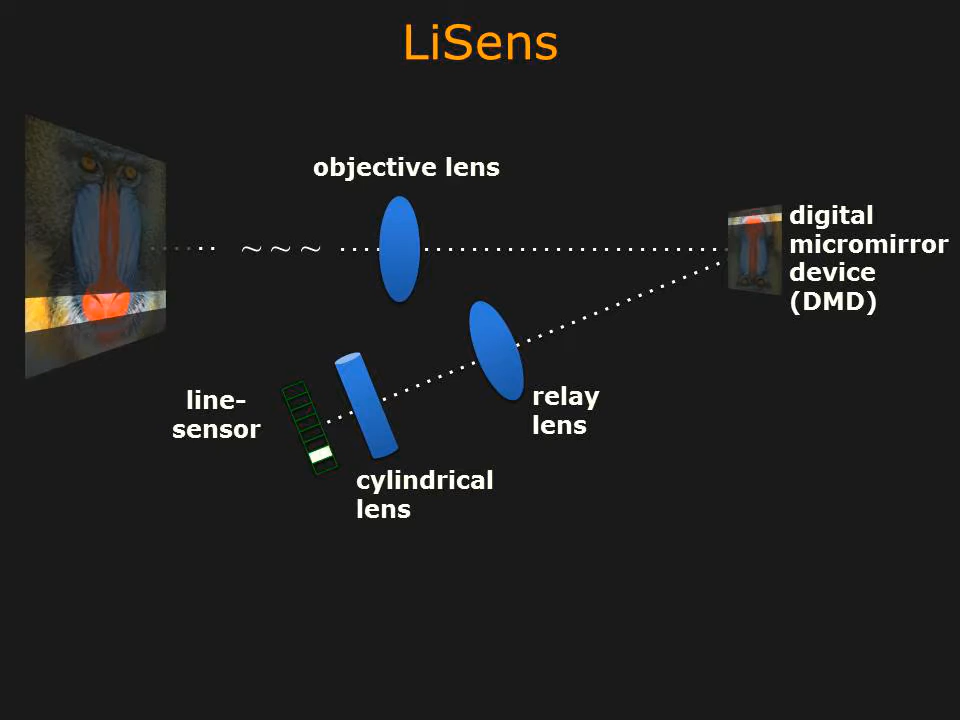 LiSens
objective lens
~ ~ ~
digital
micromirror
device
(DMD)
line-
sensor
relay
lens
cylindrical
lens